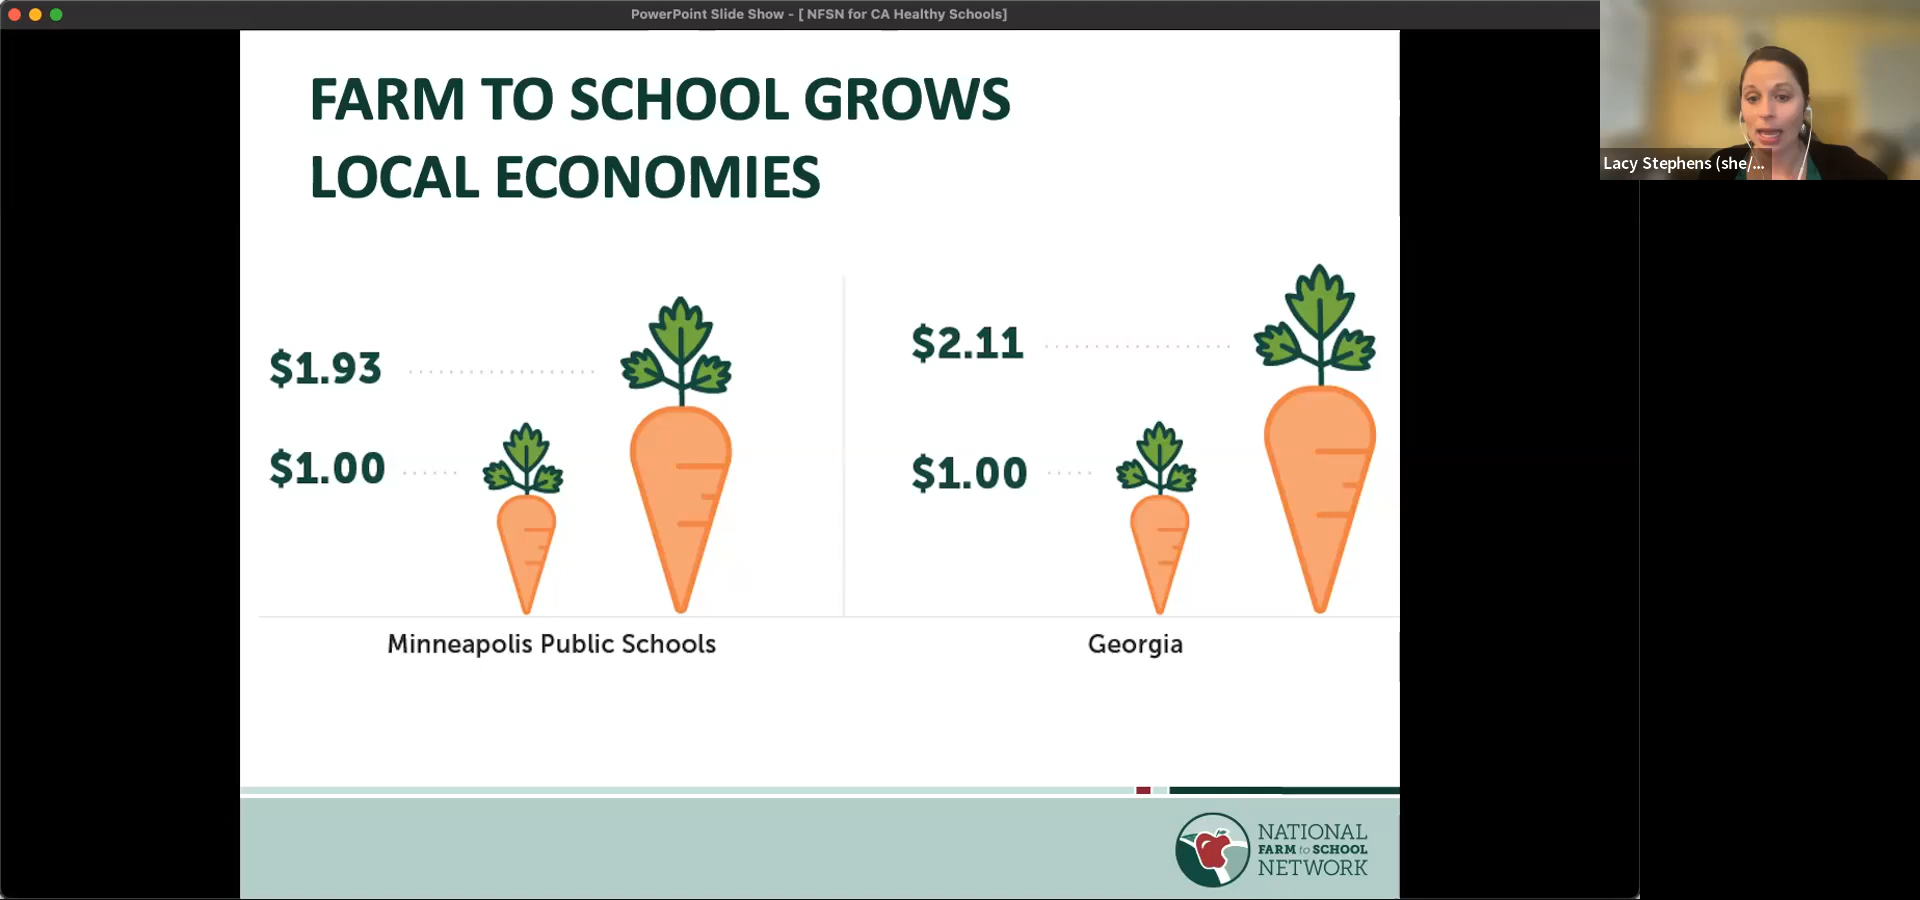 PowerPoint Slide Show - [ NFSN for CA Healthy Schools]
Lacy Stephens (she/...
FARM TO SCHOOL GROWS
LOCAL ECONOMIES
$1.93
$1.00
Minneapolis Public Schools
$2.11
$1.00
Georgia
NATIONAL
FARM to SCHOOL
NETWORK